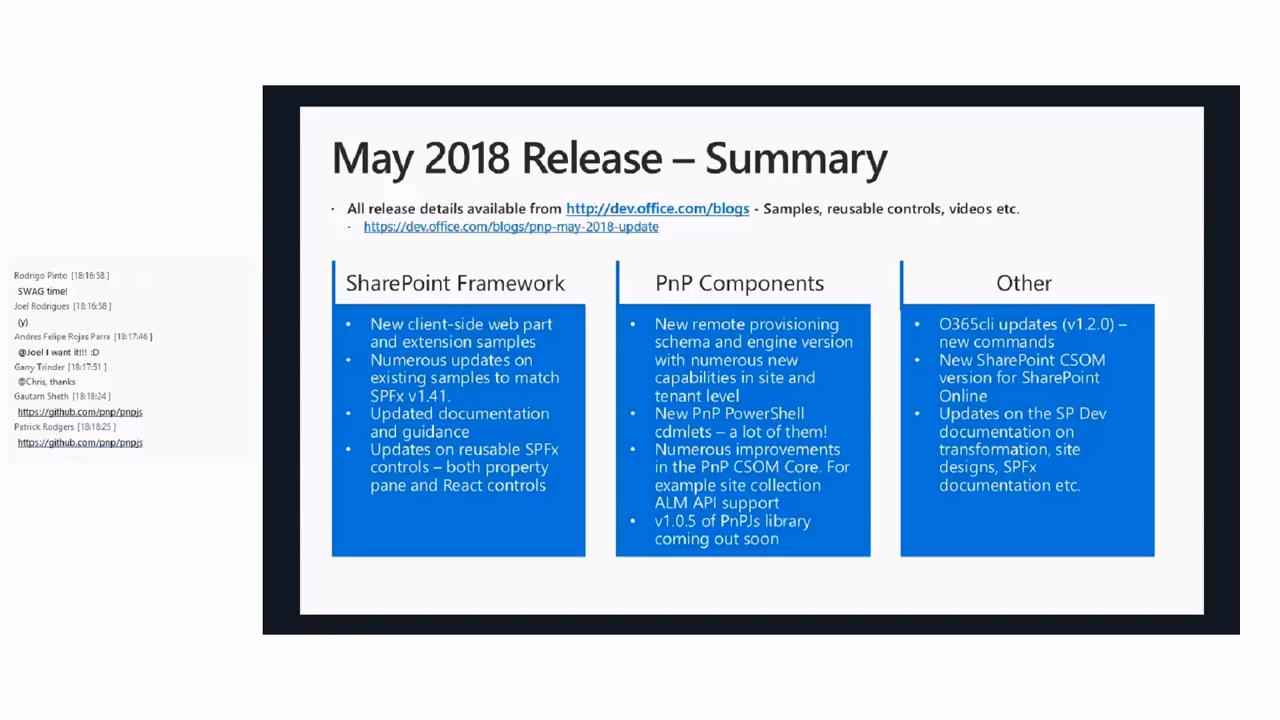 May 2018 Release – Summary
· All release details available from http://dev.office.com/blogs - Samples, reusable controls, videos etc.
· https://dev.office.com/blogs/pnp-may-2018-update
SharePoint Framework
• New client-side web part
and extension samples
• Numerous updates on
existing samples to match
SPFx v1.41.
• Updated documentation
and guidance
• Updates on reusable SPFx
controls – both property
pane and React controls
PnP Components
• New remote provisioning
schema and engine version
with numerous new
capabilities in site and
tenant level
• New PnP PowerShell
cdmlets – a lot of them!
• Numerous improvements
in the PnP CSOM Core. For
example site collection
ALM API support
• v1.0.5 of PnPJs library
coming out soon
Other
• O365cli updates (v1.2.0) –
new commands
• New SharePoint CSOM
version for SharePoint
Online
• Updates on the SP Dev
documentation on
transformation, site
designs, SPFx
documentation etc.
Rodrigo Pinto [18:16:58 ]
SWAG time!
Joel Rodrigues [18:16:58 ]
(y)
Andres Felipe Rojas Parra [18:17:46 ]
@Joel I want it!!! :D
Garry Trinder [18:17:51 ]
@Chris, thanks
Gautam Sheth [18:18:24 ]
https://github.com/pnp/pnpjs
Patrick Rodgers [18:18:25 ]
https://github.com/pnp/pnpjs